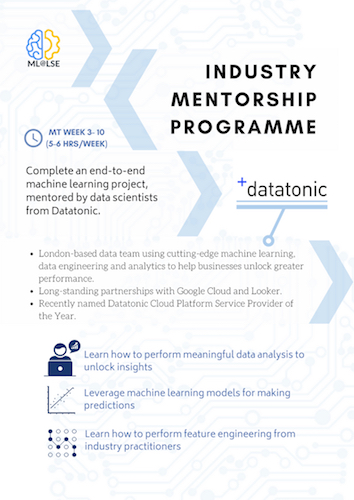 ML@LSE
INDUSTRY
MENTORSHIP
PROGRAMME
MT WEEK 3- 10
(5-6 HRS/WEEK)
Complete an end-to-end
machine learning project,
mentored by data scientists
from Datatonic.
+datatonic
• London-based data team using cutting-edge machine learning,
data engineering and analytics to help businesses unlock greater
performance.
• Long-standing partnerships with Google Cloud and Looker.
• Recently named Datatonic Cloud Platform Service Provider of
the Year.
Learn how to perform meaningful data analysis to
unlock insights
Leverage machine learning models for making
predictions
Learn how to perform feature engineering from
industry practitioners